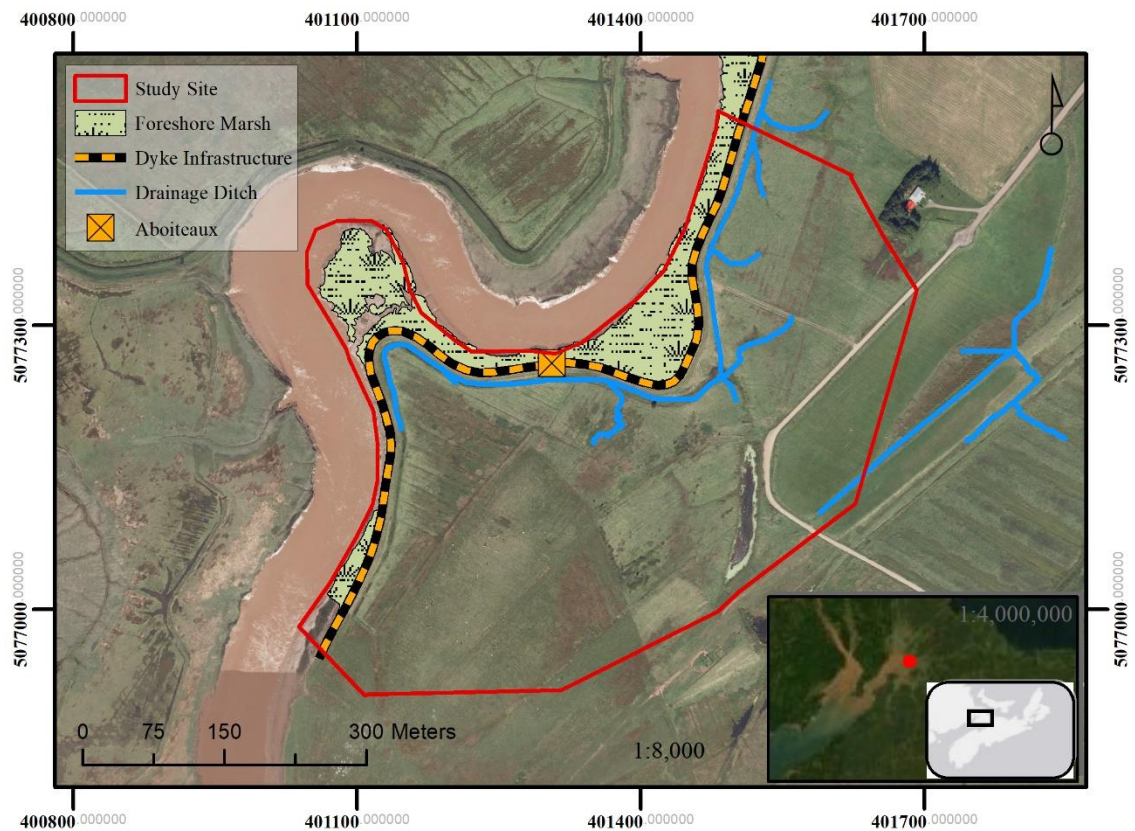 400800.000000 401100.000000 401400.000000 401700.000000
Study Site
Foreshore Marsh
Dyke Infrastructure
Drainage Ditch
Aboiteaux
5077300.000000
5077300.000000
5077000.000000
5077000.000000
1:4,000,000
0 75 150 300 Meters
1:8,000
400800.000000 401100.000000 401400.000000 401700.000000